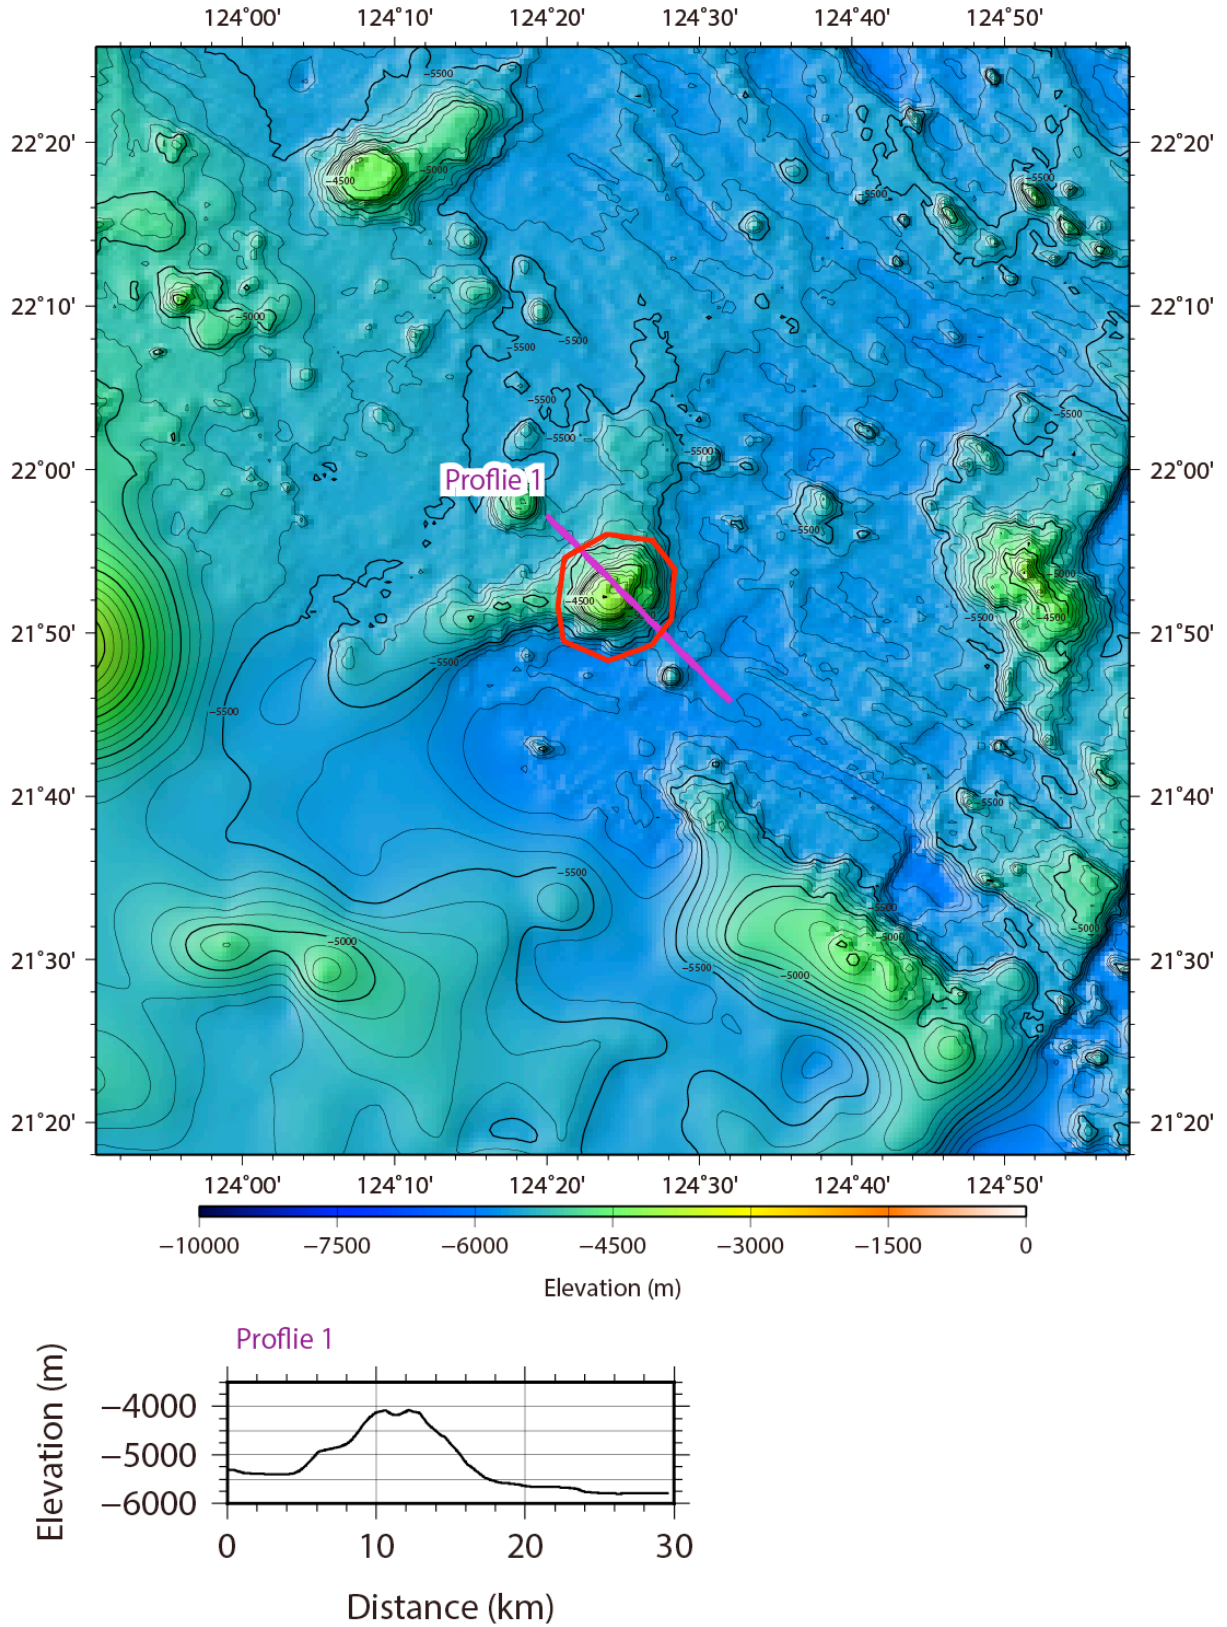 124°00' 124°10' 124°20' 124°30' 124°40' 124°50'
−5500
22°20' 22°20'
−4500 −5000 −5500 −5500
22°10' 22°10'
−5000
−5500 −5500
−5500 −5500
−5500 −5500
22°00' 22°00'
Proflie 1
−5500
−4500 −5000
−5500 −4500
21°50' 21°50'
−5500
−5500
21°40' 21°40'
−5500
−5500
−5500
−5000 −5000 −5000
21°30' 21°30'
−5500 −5000
21°20' 21°20'
124°00' 124°10' 124°20' 124°30' 124°40' 124°50'
−10000 −7500 −6000 −4500 −3000 −1500 0
Elevation (m)
Proflie 1
Elevation (m)
−4000
−5000
−6000
0 10 20 30
Distance (km)